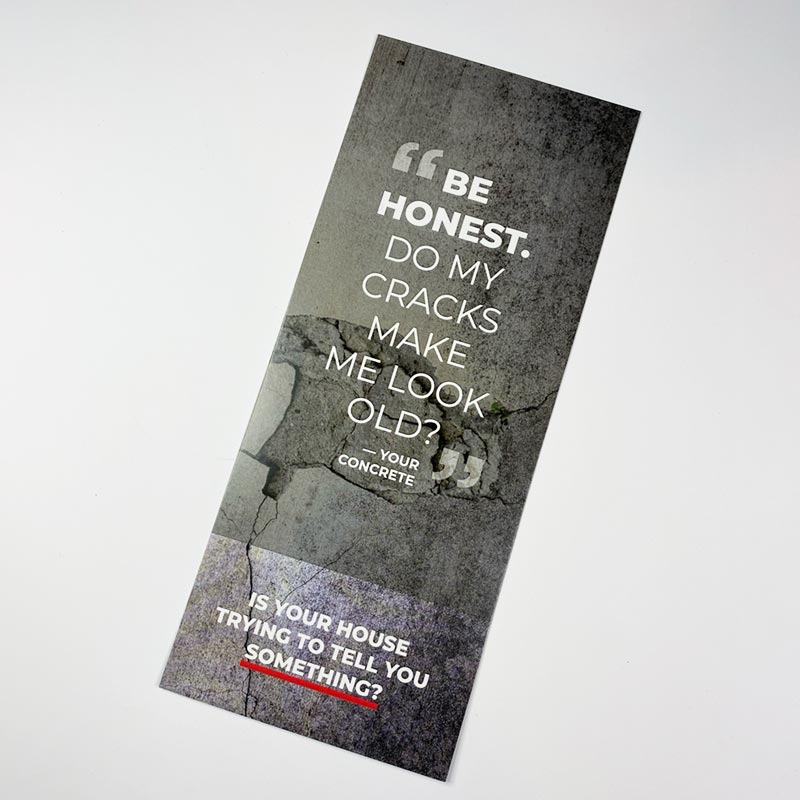 “BE
HONEST.
DO MY
CRACKS
MAKE
ME LOOK
OLD?
— YOUR
CONCRETE ”
IS YOUR HOUSE
TRYING TO TELL YOU
SOMETHING?